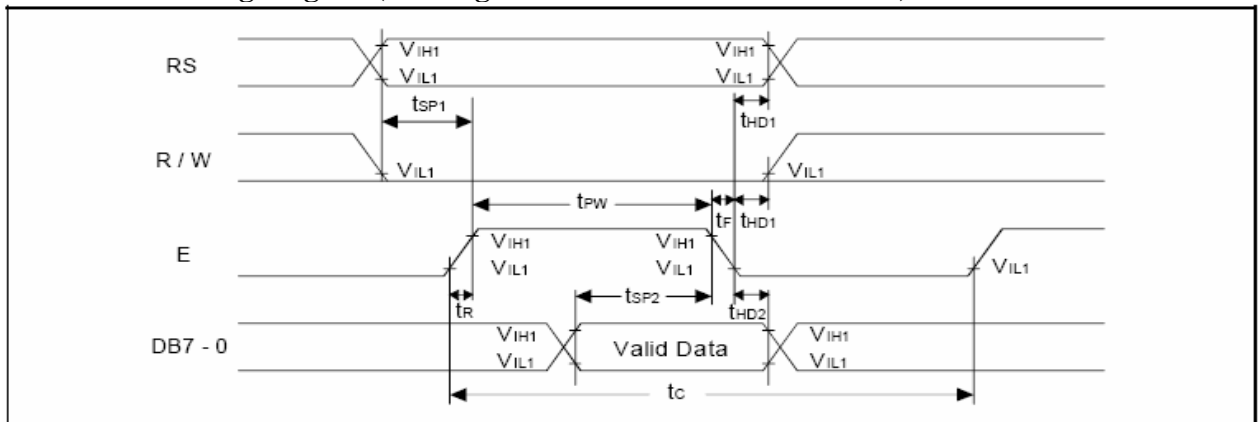 RS
VIH1
VIL1
VIH1
VIL1
tSP1
tHD1
R / W
VIL1
VIL1
tPW
tF
tHD1
E
VIH1
VIL1
VIH1
VIL1
VIL1
tR
tSP2
tHD2
DB7 - 0
VIH1
VIL1
Valid Data
VIH1
VIL1
tC